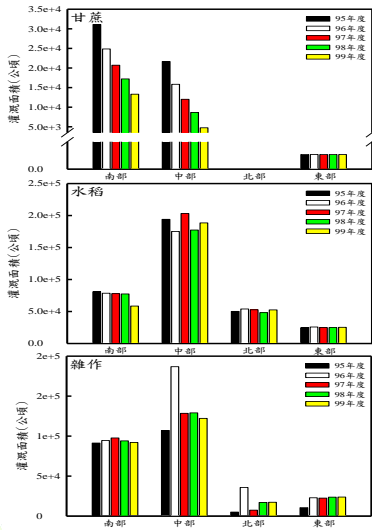 甘蔗
3.5e+4
3.0e+4
2.5e+4
2.0e+4
1.5e+4
1.0e+4
5.0e+3
0.0
灌溉面積(公頃)
95年度
96年度
97年度
98年度
99年度
南部 中部 北部 東部
水稻
2.5e+5
2.0e+5
1.5e+5
1.0e+5
5.0e+4
0.0
灌溉面積(公頃)
95年度
96年度
97年度
98年度
99年度
南部 中部 北部 東部
雜作
2e+5
2e+5
1e+5
5e+4
0
灌溉面積(公頃)
95年度
96年度
97年度
98年度
99年度
南部 中部 北部 東部